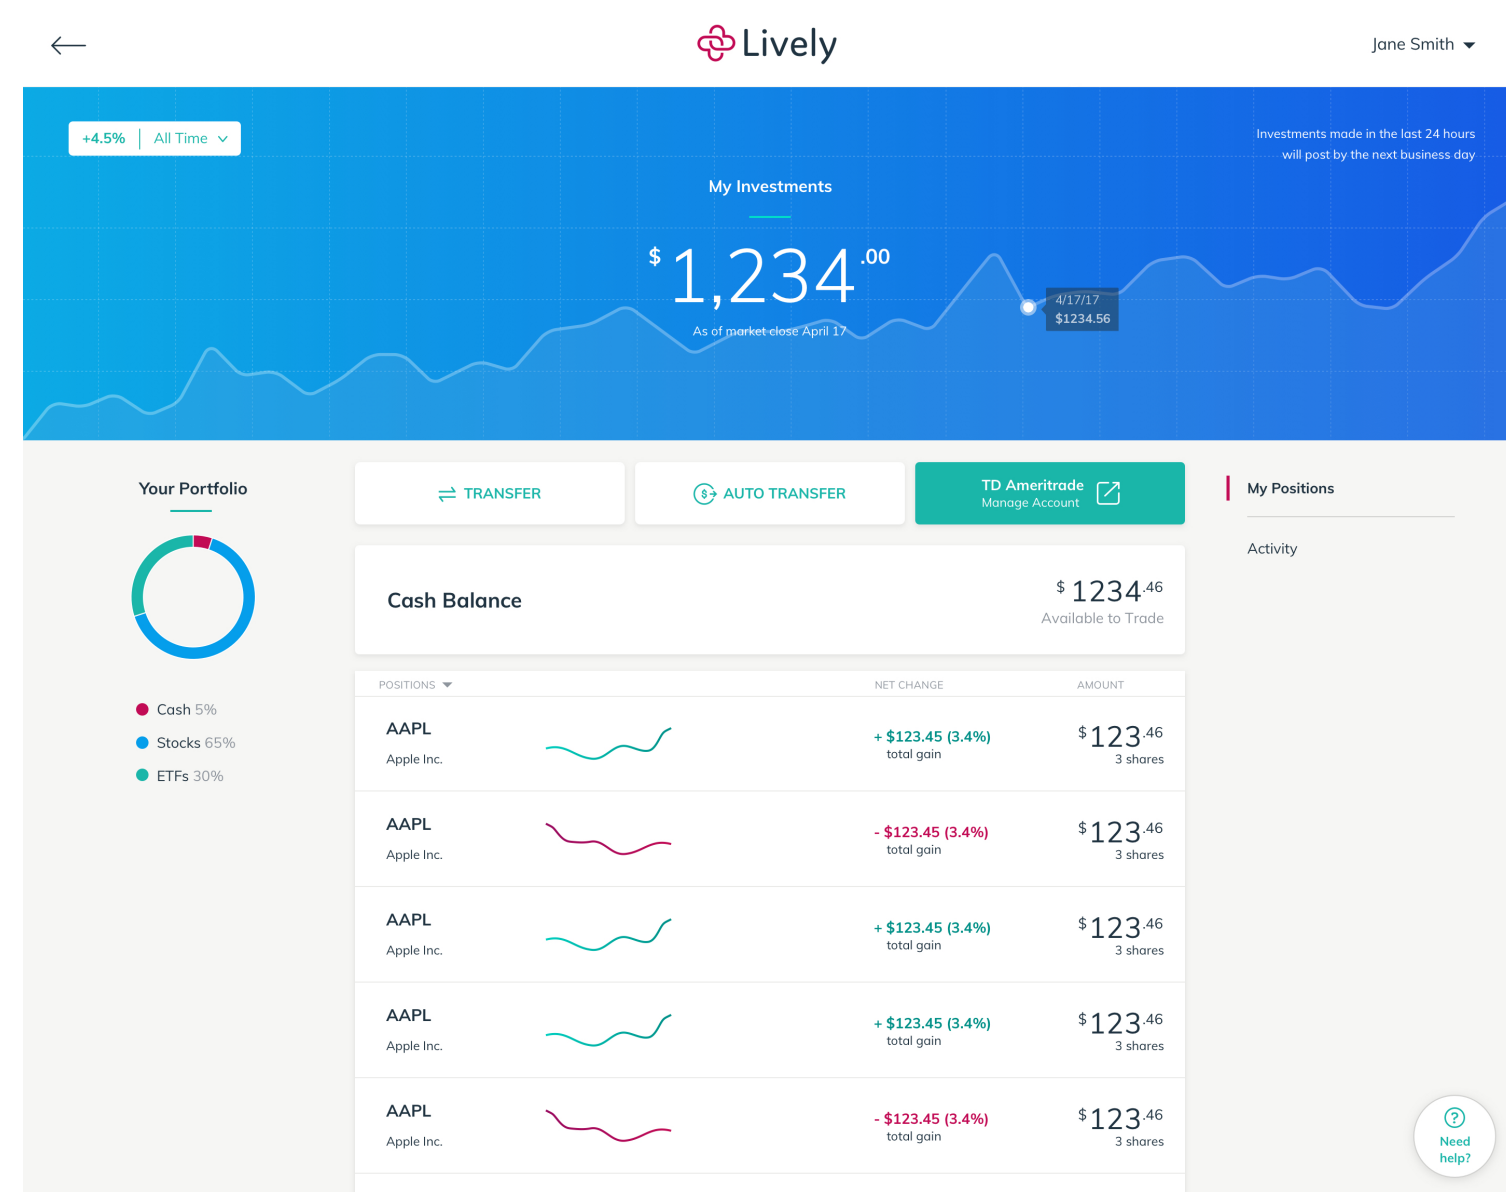 Lively
Jane Smith
+4.5% | All Time
Investments made in the last 24 hours
will post by the next business day
My Investments
$1,234.00
As of market close April 17
4/17/17
$1234.56
Your Portfolio
Cash 5%
Stocks 65%
ETFs 30%
TRANSFER
AUTO TRANSFER
TD Ameritrade
Manage Account
My Positions
Activity
Cash Balance
$1234.46
Available to Trade
POSITIONS NET CHANGE AMOUNT
AAPL
Apple Inc.
+ $123.45 (3.4%)
total gain
$123.46
3 shares
AAPL
Apple Inc.
- $123.45 (3.4%)
total gain
$123.46
3 shares
AAPL
Apple Inc.
+ $123.45 (3.4%)
total gain
$123.46
3 shares
AAPL
Apple Inc.
+ $123.45 (3.4%)
total gain
$123.46
3 shares
AAPL
Apple Inc.
- $123.45 (3.4%)
total gain
$123.46
3 shares
?
Need
help?